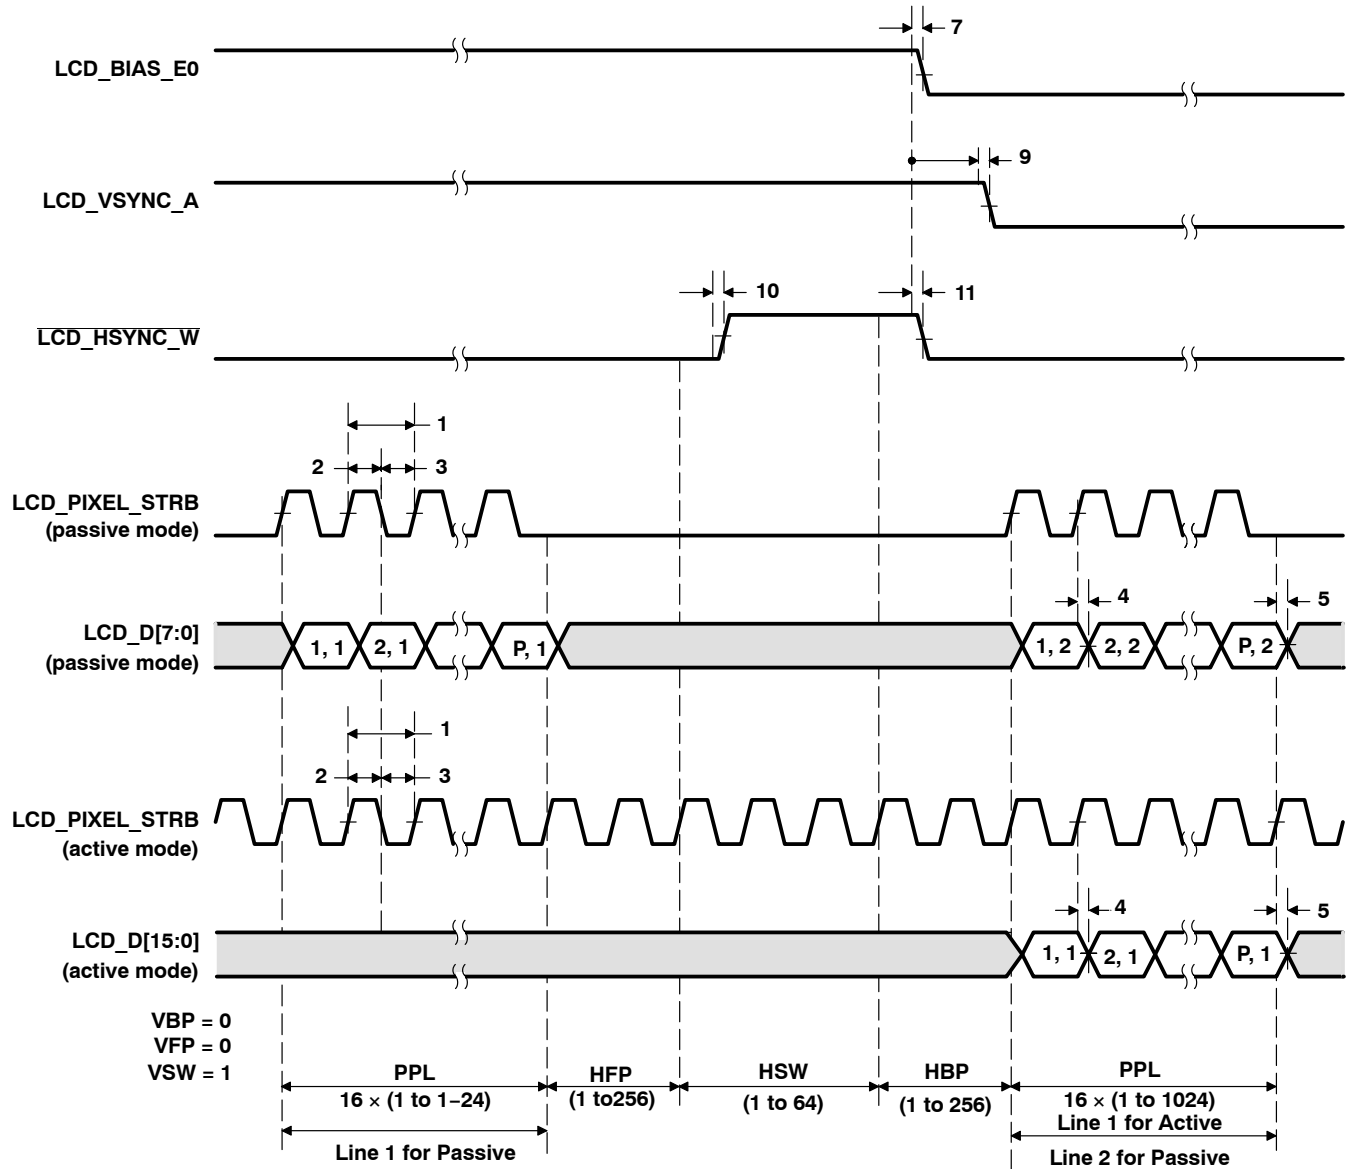 7
LCD_BIAS_E0
9
LCD_VSYNC_A
10
11
LCD_HSYNC_W
1
2
3
LCD_PIXEL_STRB
(passive mode)
4
5
LCD_D[7:0]
(passive mode)
1, 1
2, 1
P, 1
1, 2
2, 2
P, 2
1
2
3
LCD_PIXEL_STRB
(active mode)
4
5
LCD_D[15:0]
(active mode)
1, 1
2, 1
P, 1
VBP = 0
VFP = 0
VSW = 1
PPL
16 × (1 to 1−24)
HFP
(1 to256)
HSW
(1 to 64)
HBP
(1 to 256)
PPL
16 × (1 to 1024)
Line 1 for Active
Line 1 for Passive
Line 2 for Passive